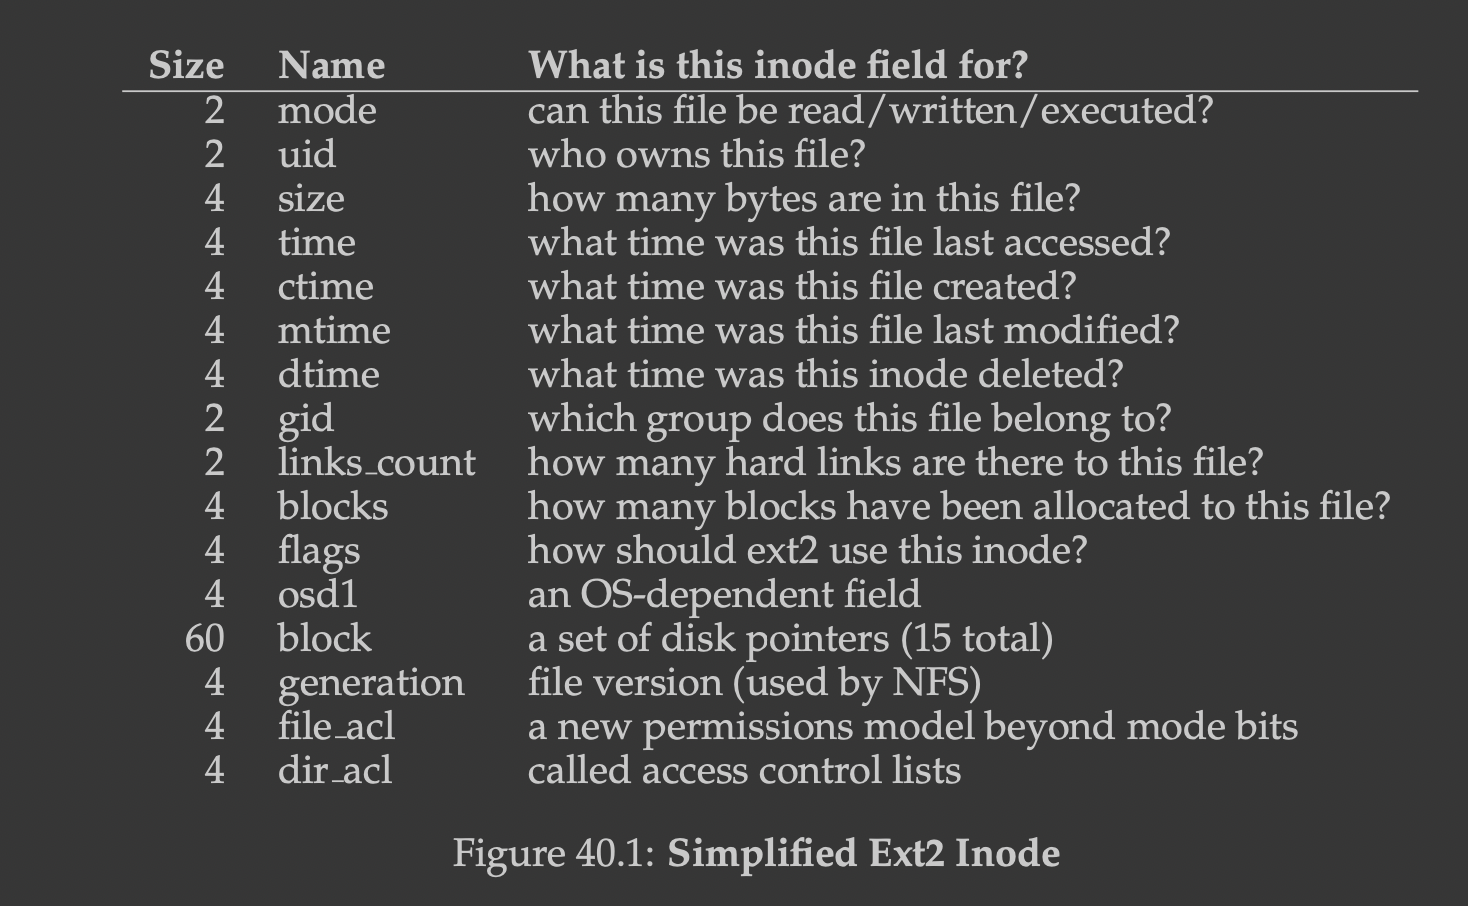 Size Name What is this inode field for?
2 mode can this file be read/written/executed?
2 uid who owns this file?
4 size how many bytes are in this file?
4 time what time was this file last accessed?
4 ctime what time was this file created?
4 mtime what time was this file last modified?
4 dtime what time was this inode deleted?
2 gid which group does this file belong to?
2 links_count how many hard links are there to this file?
4 blocks how many blocks have been allocated to this file?
4 flags how should ext2 use this inode?
4 osd1 an OS-dependent field
60 block a set of disk pointers (15 total)
4 generation file version (used by NFS)
4 file_acl a new permissions model beyond mode bits
4 dir_acl called access control lists
Figure 40.1: Simplified Ext2 Inode